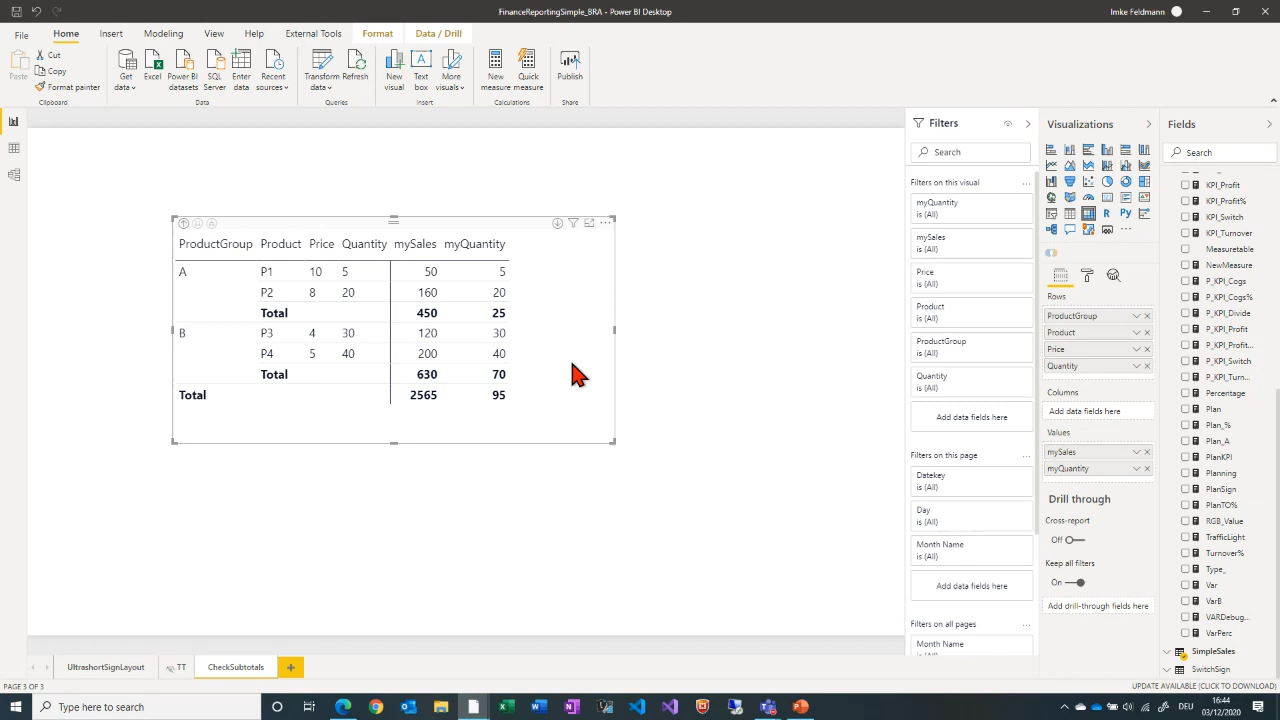 FinanceReportingSimple_BRA - Power BI Desktop
Imke Feldmann
File Home Insert Modeling View Help External Tools Format Data / Drill
Paste
Cut
Copy
Format painter
Get data
Excel
Power BI datasets
SQL Server
Enter data
Recent sources
Transform data
Refresh
New visual
Text box
More visuals
New measure
Quick measure
Publish
Clipboard Data Queries Insert Calculations Share
ProductGroup Product Price Quantity mySales myQuantity
A P1 10 5 50 5
P2 8 20 160 20
Total 450 25
B P3 4 30 120 30
P4 5 40 200 40
Total 630 70
Total 2565 95
Filters
Search
Filters on this visual ...
myQuantity
is (All)
mySales
is (All)
Price
is (All)
Product
is (All)
ProductGroup
is (All)
Quantity
is (All)
Add data fields here
Filters on this page ...
Datekey
is (All)
Day
is (All)
Month Name
is (All)
Add data fields here
Filters on all pages ...
Month Name
is (All)
Visualizations
R
Py
Rows
ProductGroup
Product
Price
Quantity
Columns
Add data fields here
Values
mySales
myQuantity
Drill through
Cross-report
Off
Keep all filters
On
Add drill-through fields here
Fields
Search
KPI_Profit
KPI_Profit%
KPI_Switch
KPI_Turnover
Measuretable
NewMeasure
P_KPI_Cogs
P_KPI_Cogs%
P_KPI_Divide
P_KPI_Profit
P_KPI_Profit...
P_KPI_Switch
P_KPI_Turn...
Percentage
Plan
Plan_%
Plan_A
PlanKPI
Planning
PlanSign
PlanTO%
RGB_Value
TrafficLight
Turnover%
Type_
Var
VarB
VARDebug...
VarPerc
SimpleSales
SwitchSign
UltrashortSignLayout TT CheckSubtotals +
PAGE 3 OF 3
UPDATE AVAILABLE (CLICK TO DOWNLOAD)
Type here to search
DEU
16:44
03/12/2020